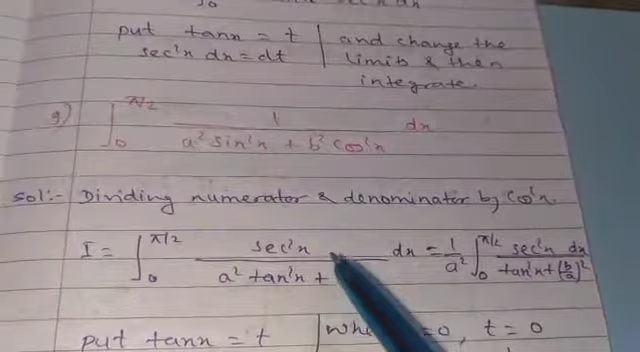 put tanx = t | and change the
sec²x dx = dt | limits & then
integrate.
g) ∫₀^π/2 1/(a² sin²x + b² cos²x) dx
Sol:- Dividing numerator & denominator by cos²x.
I = ∫₀^π/2 sec²x/(a² tan²x + dx = 1/a² ∫₀^π/2 sec²x dx/(tan²x + (b/a)²)
put tanx = t | =0, t = 0